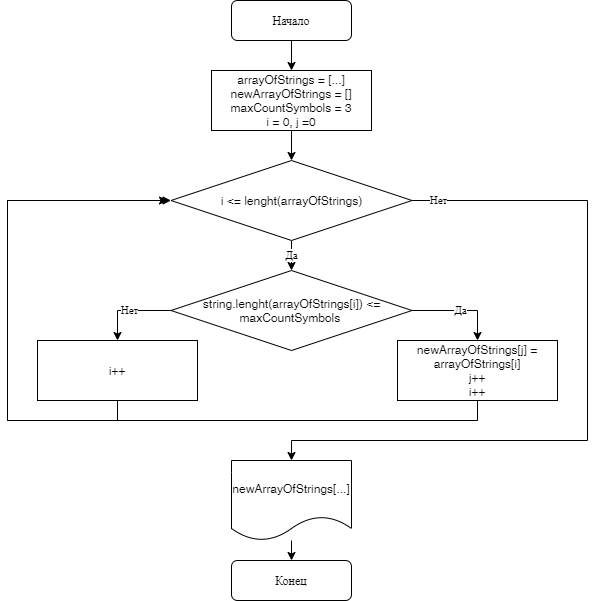 Начало
arrayOfStrings = [...]
newArrayOfStrings = []
maxCountSymbols = 3
i = 0, j =0
i <= lenght(arrayOfStrings)
Нет
Да
string.lenght(arrayOfStrings[i]) <=
maxCountSymbols
Нет
Да
i++
newArrayOfStrings[j] =
arrayOfStrings[i]
j++
i++
newArrayOfStrings[...]
Конец